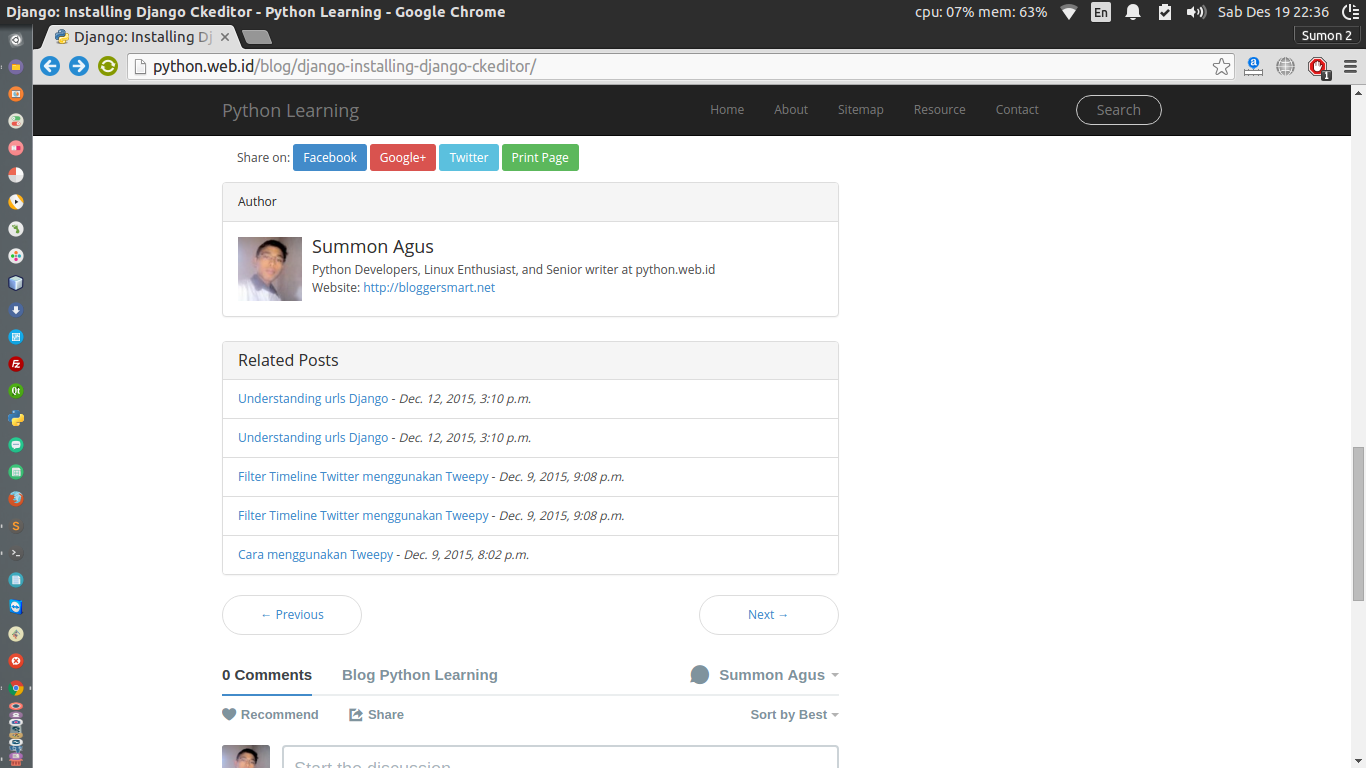 Django: Installing Django Ckeditor - Python Learning - Google Chrome
cpu: 07% mem: 63%
En
Sab Des 19 22:36
Django: Installing Dj
Sumon 2
python.web.id/blog/django-installing-django-ckeditor/
a
1
Python Learning
Home
About
Sitemap
Resource
Contact
Search
Share on:
Facebook
Google+
Twitter
Print Page
Author
Summon Agus
Python Developers, Linux Enthusiast, and Senior writer at python.web.id
Website: http://bloggersmart.net
Related Posts
Understanding urls Django - Dec. 12, 2015, 3:10 p.m.
Understanding urls Django - Dec. 12, 2015, 3:10 p.m.
Filter Timeline Twitter menggunakan Tweepy - Dec. 9, 2015, 9:08 p.m.
Filter Timeline Twitter menggunakan Tweepy - Dec. 9, 2015, 9:08 p.m.
Cara menggunakan Tweepy - Dec. 9, 2015, 8:02 p.m.
← Previous
Next →
0 Comments
Blog Python Learning
Summon Agus
Recommend
Share
Sort by Best
Start the discussion
Fz
Qt
S